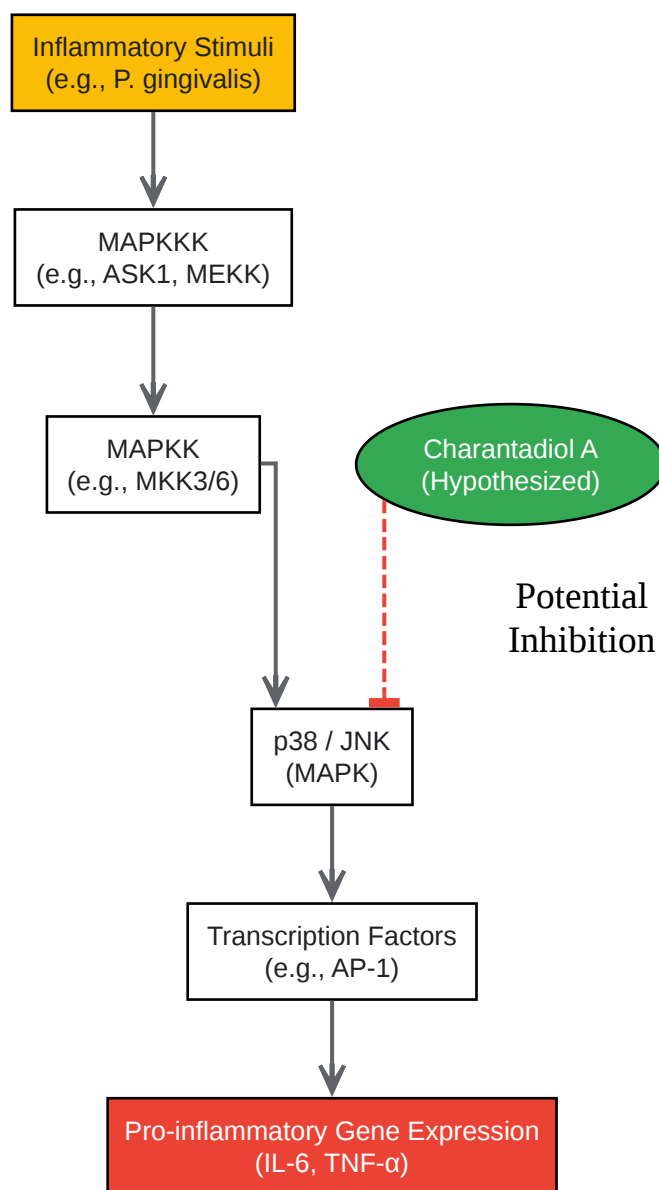 Inflammatory Stimuli
(e.g., P. gingivalis)
MAPKKK
(e.g., ASK1, MEKK)
MAPKK
(e.g., MKK3/6)
Charantadiol A
(Hypothesized)
Potential
Inhibition
p38 / JNK
(MAPK)
Transcription Factors
(e.g., AP-1)
Pro-inflammatory Gene Expression
(IL-6, TNF-α)